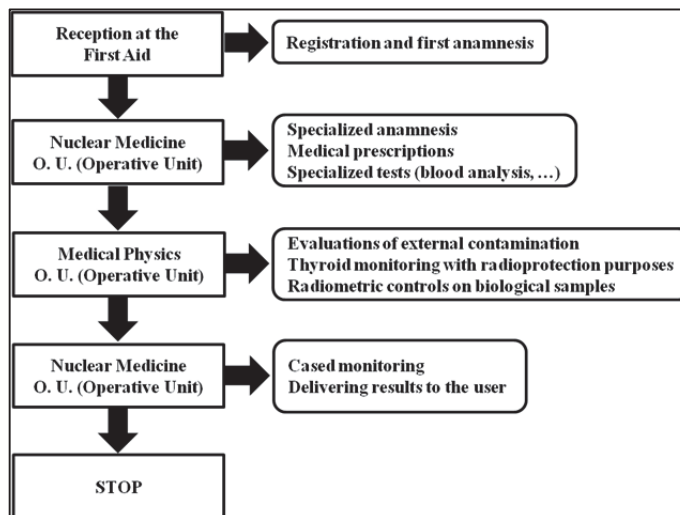 Reception at the
First Aid
Registration and first anamnesis
Nuclear Medicine
O. U. (Operative Unit)
Specialized anamnesis
Medical prescriptions
Specialized tests (blood analysis, ...)
Medical Physics
O. U. (Operative Unit)
Evaluations of external contamination
Thyroid monitoring with radioprotection purposes
Radiometric controls on biological samples
Nuclear Medicine
O. U. (Operative Unit)
Cased monitoring
Delivering results to the user
STOP